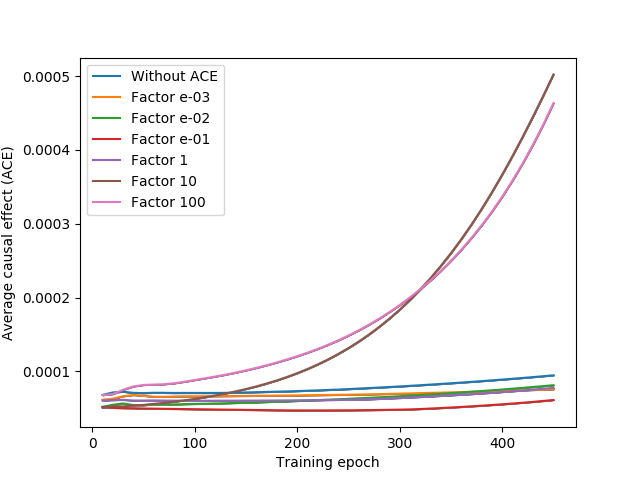 0.0005
0.0004
0.0003
0.0002
0.0001
Average causal effect (ACE)
Without ACE
Factor e-03
Factor e-02
Factor e-01
Factor 1
Factor 10
Factor 100
0 100 200 300 400
Training epoch